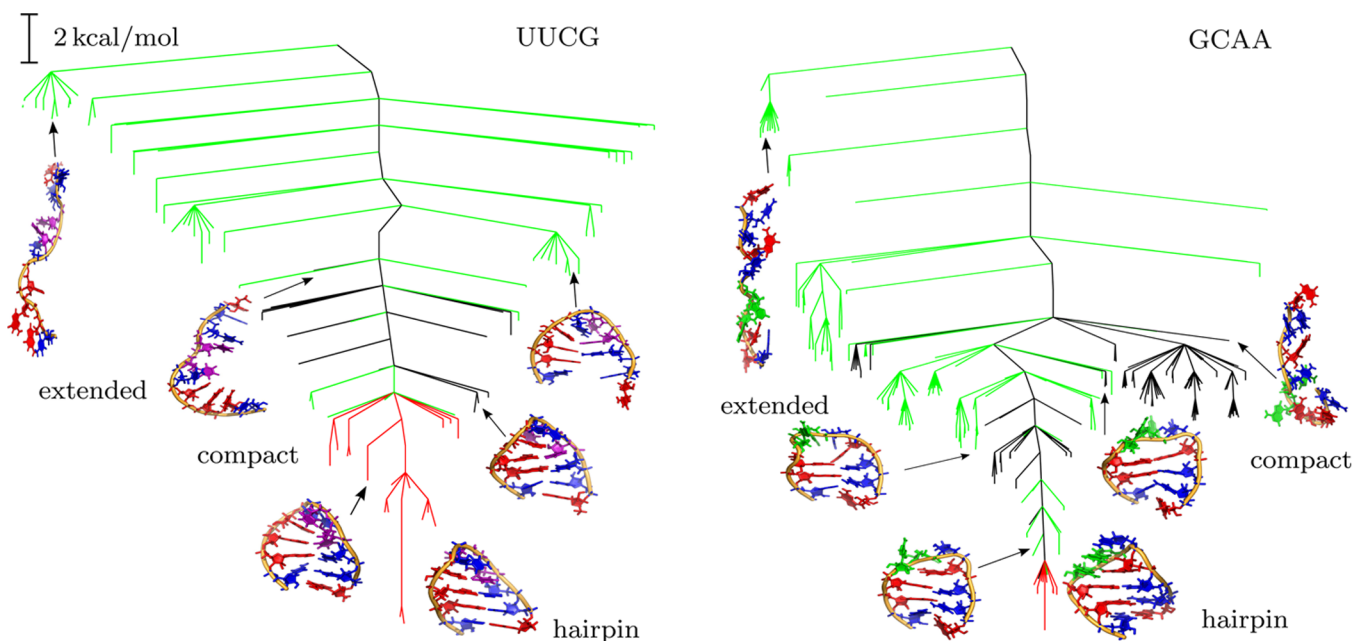 2 kcal/mol
UUCG
GCAA
extended
compact
hairpin
extended
compact
hairpin